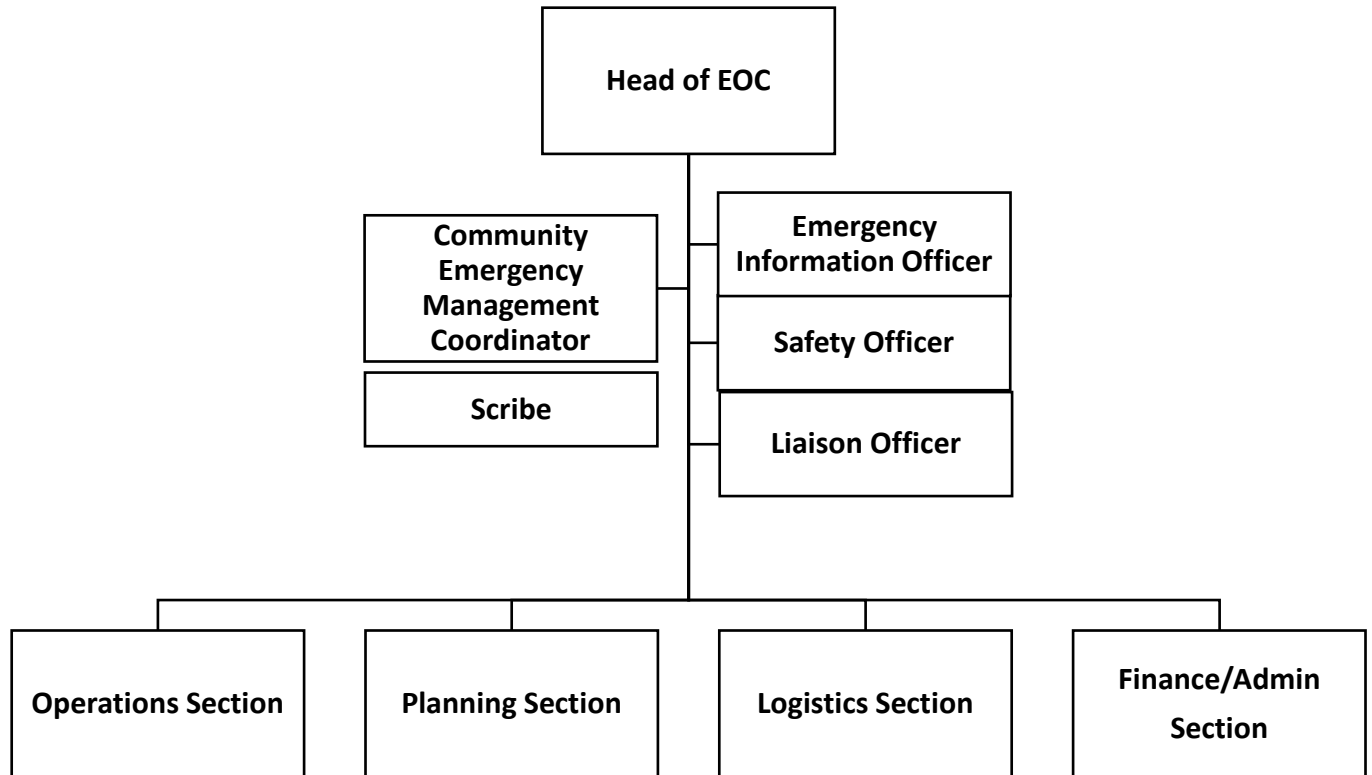 Head of EOC
Community
Emergency
Management
Coordinator
Scribe
Emergency
Information Officer
Safety Officer
Liaison Officer
Operations Section
Planning Section
Logistics Section
Finance/Admin
Section